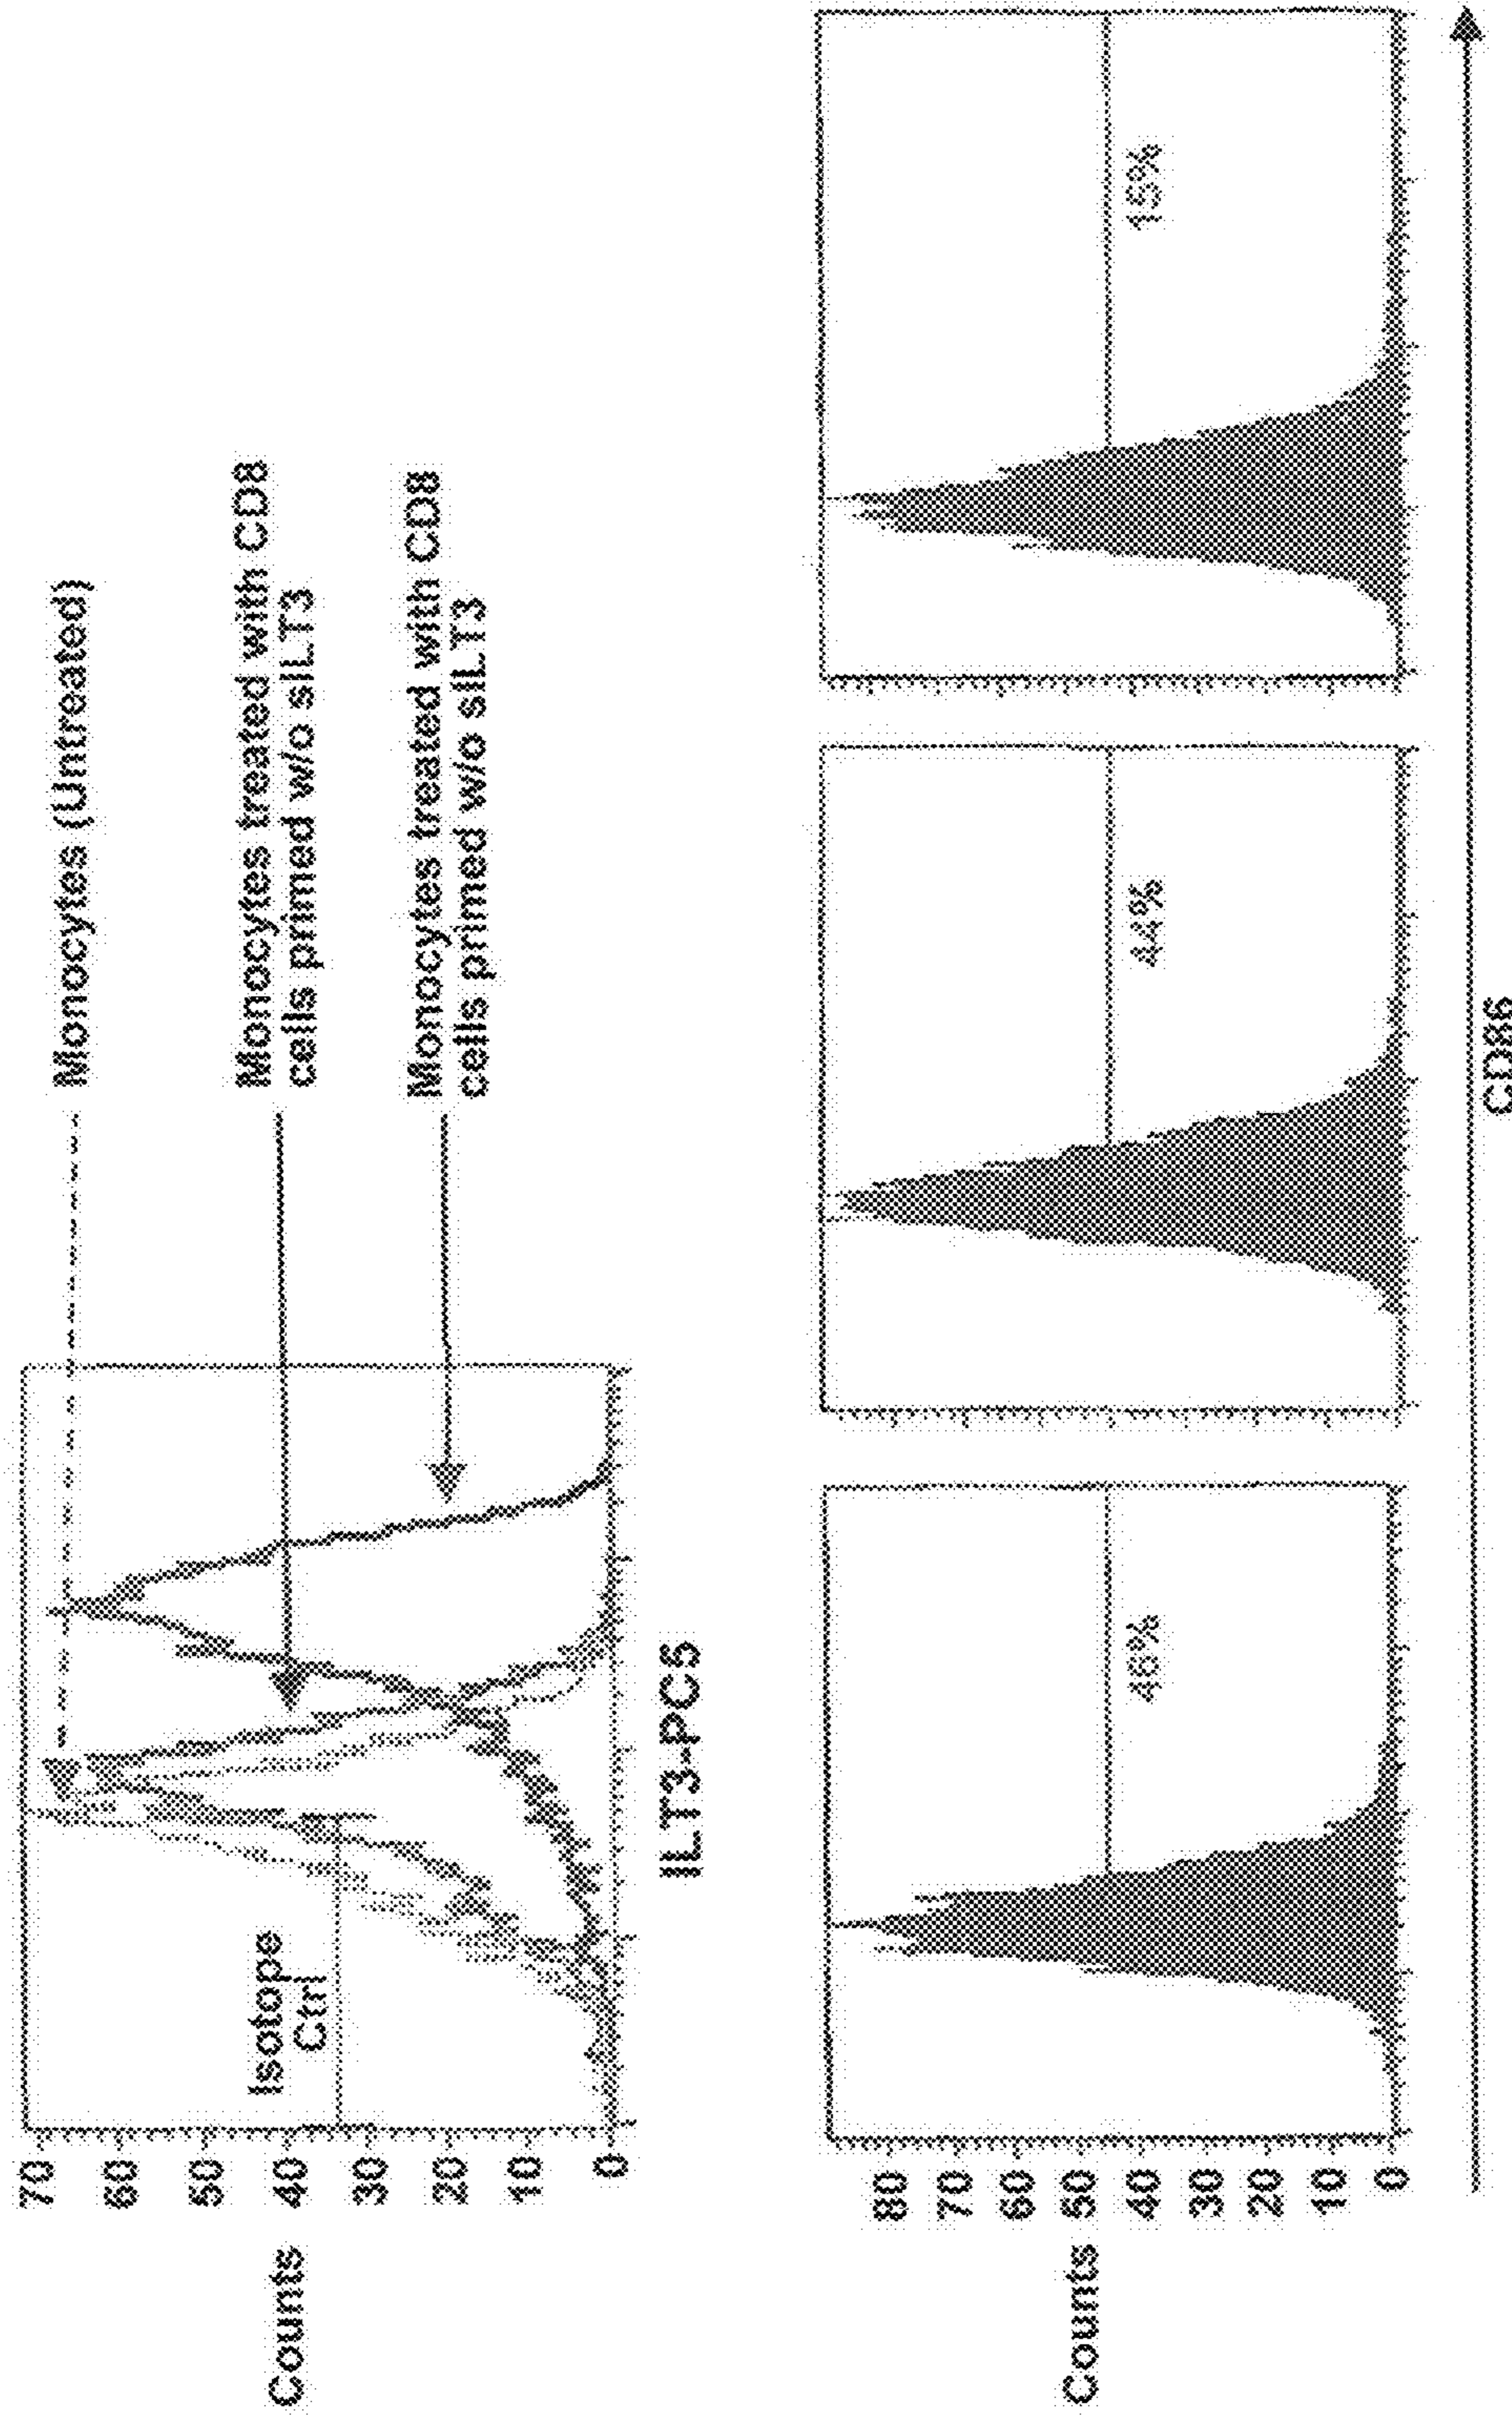 Monocytes (Untreated)
Monocytes treated with CD8
cells primed w/o sILT3
Monocytes treated with CD8
cells primed w/o sILT3
Isotope
Ctrl
Counts
70
60
50
40
30
20
10
0
ILT3-PC5
Counts
80
70
60
50
40
30
20
10
0
46%
44%
15%
CD86